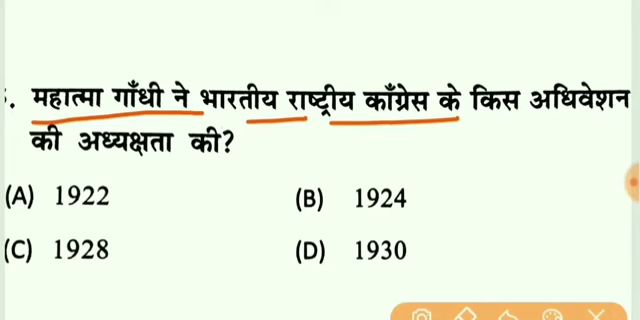 . महात्मा गाँधी ने भारतीय राष्ट्रीय काँग्रेस के किस अधिवेशन
की अध्यक्षता की?
(A) 1922 (B) 1924
(C) 1928 (D) 1930